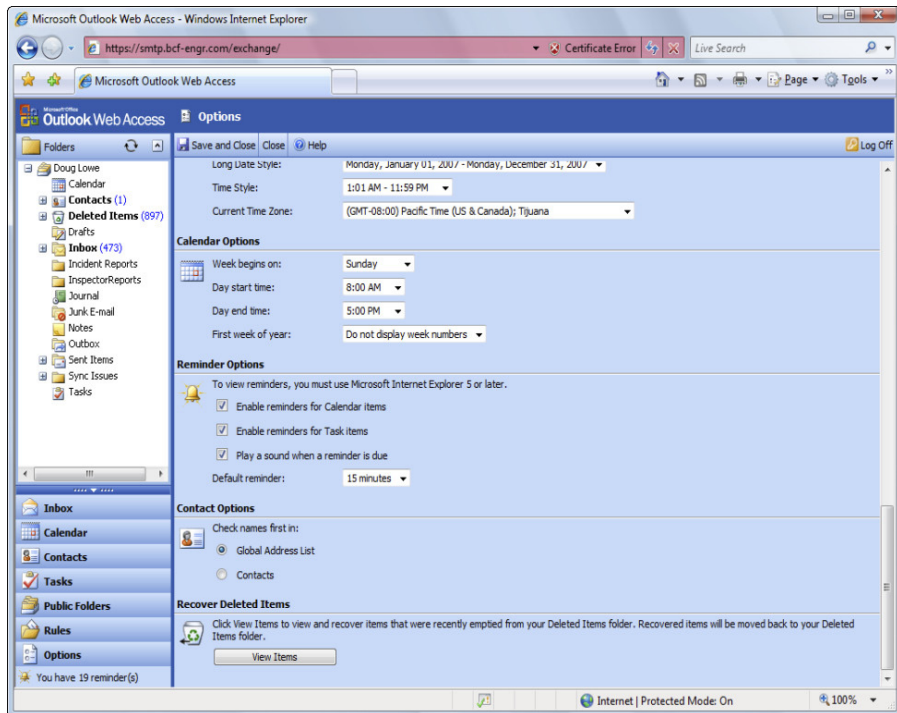 Microsoft Outlook Web Access - Windows Internet Explorer
https://smtp.bcf-engr.com/exchange/
Certificate Error
Live Search
Microsoft Outlook Web Access
Page
Tools
Microsoft Office
Outlook Web Access
Options
Folders
Save and Close
Close
Help
Log Off
Doug Lowe
Calendar
Contacts (1)
Deleted Items (897)
Drafts
Inbox (473)
Incident Reports
InspectorReports
Journal
Junk E-mail
Notes
Outbox
Sent Items
Sync Issues
Tasks
Inbox
Calendar
Contacts
Tasks
Public Folders
Rules
Options
You have 19 reminder(s)
Long Date Style: Monday, January 01, 2007 - Monday, December 31, 2007
Time Style: 1:01 AM - 11:59 PM
Current Time Zone: (GMT-08:00) Pacific Time (US & Canada); Tijuana
Calendar Options
Week begins on: Sunday
Day start time: 8:00 AM
Day end time: 5:00 PM
First week of year: Do not display week numbers
Reminder Options
To view reminders, you must use Microsoft Internet Explorer 5 or later.
Enable reminders for Calendar items
Enable reminders for Task items
Play a sound when a reminder is due
Default reminder: 15 minutes
Contact Options
Check names first in:
Global Address List
Contacts
Recover Deleted Items
Click View Items to view and recover items that were recently emptied from your Deleted Items folder. Recovered items will be moved back to your Deleted
Items folder.
View Items
Internet | Protected Mode: On
100%